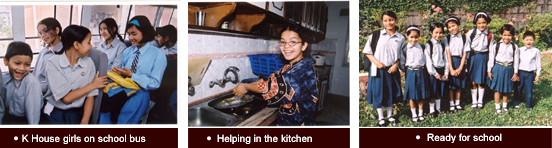 • K House girls on school bus
• Helping in the kitchen
• Ready for school